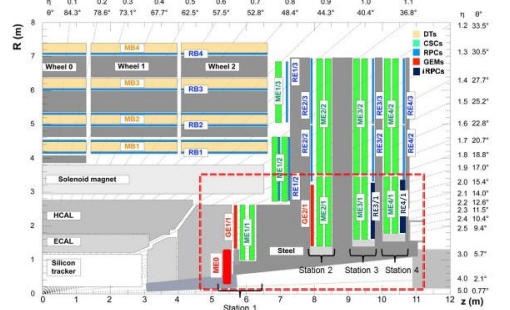 η 0.1 0.2 0.3 0.4 0.5 0.6 0.7 0.8 0.9 1.0 1.1 η θ°
θ° 84.3° 78.6° 73.1° 67.7° 62.5° 57.5° 52.8° 48.4° 44.3° 40.4° 36.8°
R (m)
8
7
6
5
4
3
2
1
0
MB4
RB4
Wheel 0
Wheel 1
Wheel 2
MB3
RB3
MB2
RB2
MB1
RB1
Solenoid magnet
HCAL
ECAL
Silicon
tracker
Steel
ME0
GE1/1
ME1/1
ME1/2
ME1/3
RE1/2
RE1/3
GE2/1
ME2/1
RE2/2
RE2/3
ME2/2
ME3/1
RE3/1
ME3/2
RE3/2
RE3/3
ME4/1
RE4/1
ME4/2
RE4/2
RE4/3
Station 1
Station 2
Station 3
Station 4
DTs
CSCs
RPCs
GEMs
iRPCs
1.2 33.5°
1.3 30.5°
1.4 27.7°
1.5 25.2°
1.6 22.8°
1.7 20.7°
1.8 18.8°
1.9 17.0°
2.0 15.4°
2.1 14.0°
2.2 12.6°
2.3 11.5°
2.4 10.4°
2.5 9.4°
3.0 5.7°
4.0 2.1°
5.0 0.77°
0 1 2 3 4 5 6 7 8 9 10 11 12
z (m)